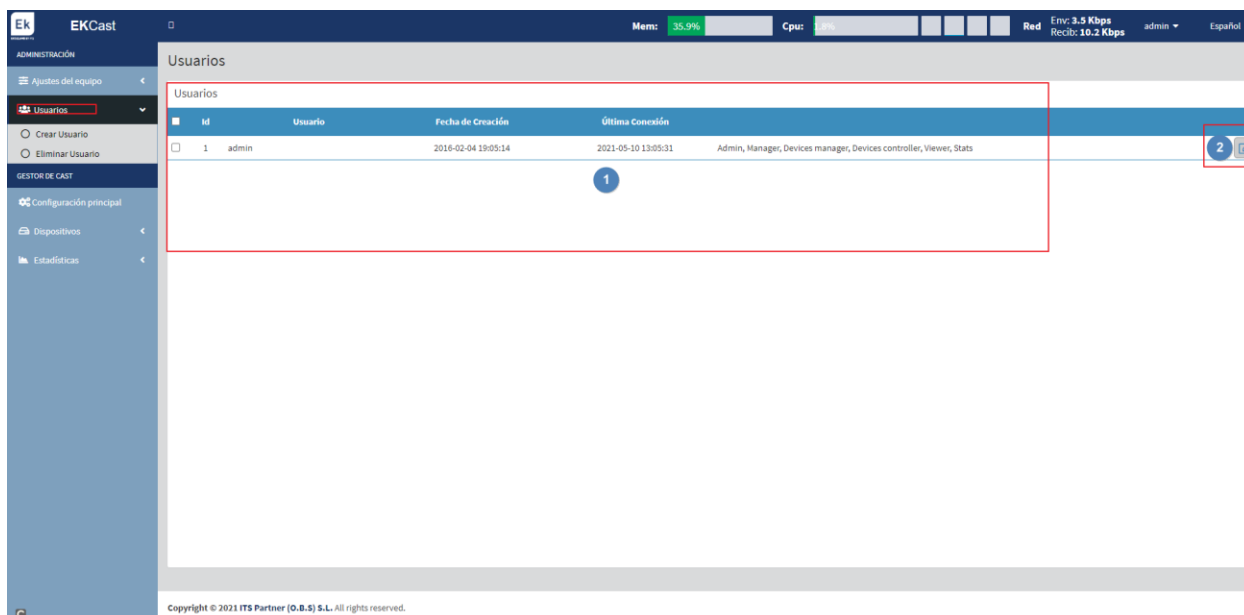 Ek EKCast Mem: 35.9% Cpu: 1.8% Red Env: 3.5 Kbps admin Español
Recib: 10.2 Kbps
ADMINISTRACIÓN
Usuarios
Ajustes del equipo
Usuarios
Usuarios
Id Usuario Fecha de Creación Última Conexión
Crear Usuario
1 admin 2016-02-04 19:05:14 2021-05-10 13:05:31 Admin, Manager, Devices manager, Devices controller, Viewer, Stats 2
Eliminar Usuario
GESTOR DE CAST
1
Configuración principal
Dispositivos
Estadísticas
Copyright © 2021 ITS Partner (O.B.S) S.L. All rights reserved.